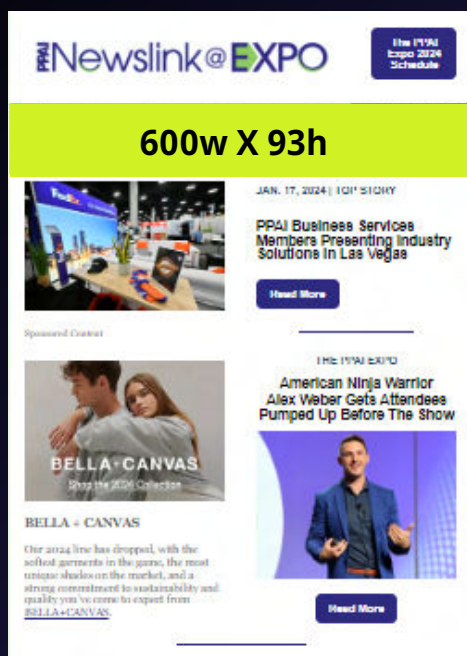 PPAI Newslink@EXPO
The PPAI
Expo 2024
Schedule
600w X 93h
FedEx
JAN. 17, 2024 | TOP STORY
PPAI Business Services
Members Presenting Industry
Solutions In Las Vegas
Read More
Sponsored Content
THE PPAI EXPO
American Ninja Warrior
Alex Weber Gets Attendees
Pumped Up Before The Show
BELLA+CANVAS
Shop the 2024 Collection
BELLA + CANVAS
Our 2024 line has dropped, with the
softest garments in the game, the most
unique shades on the market, and a
strong commitment to sustainability and
quality you've come to expect from
BELLA+CANVAS.
Read More